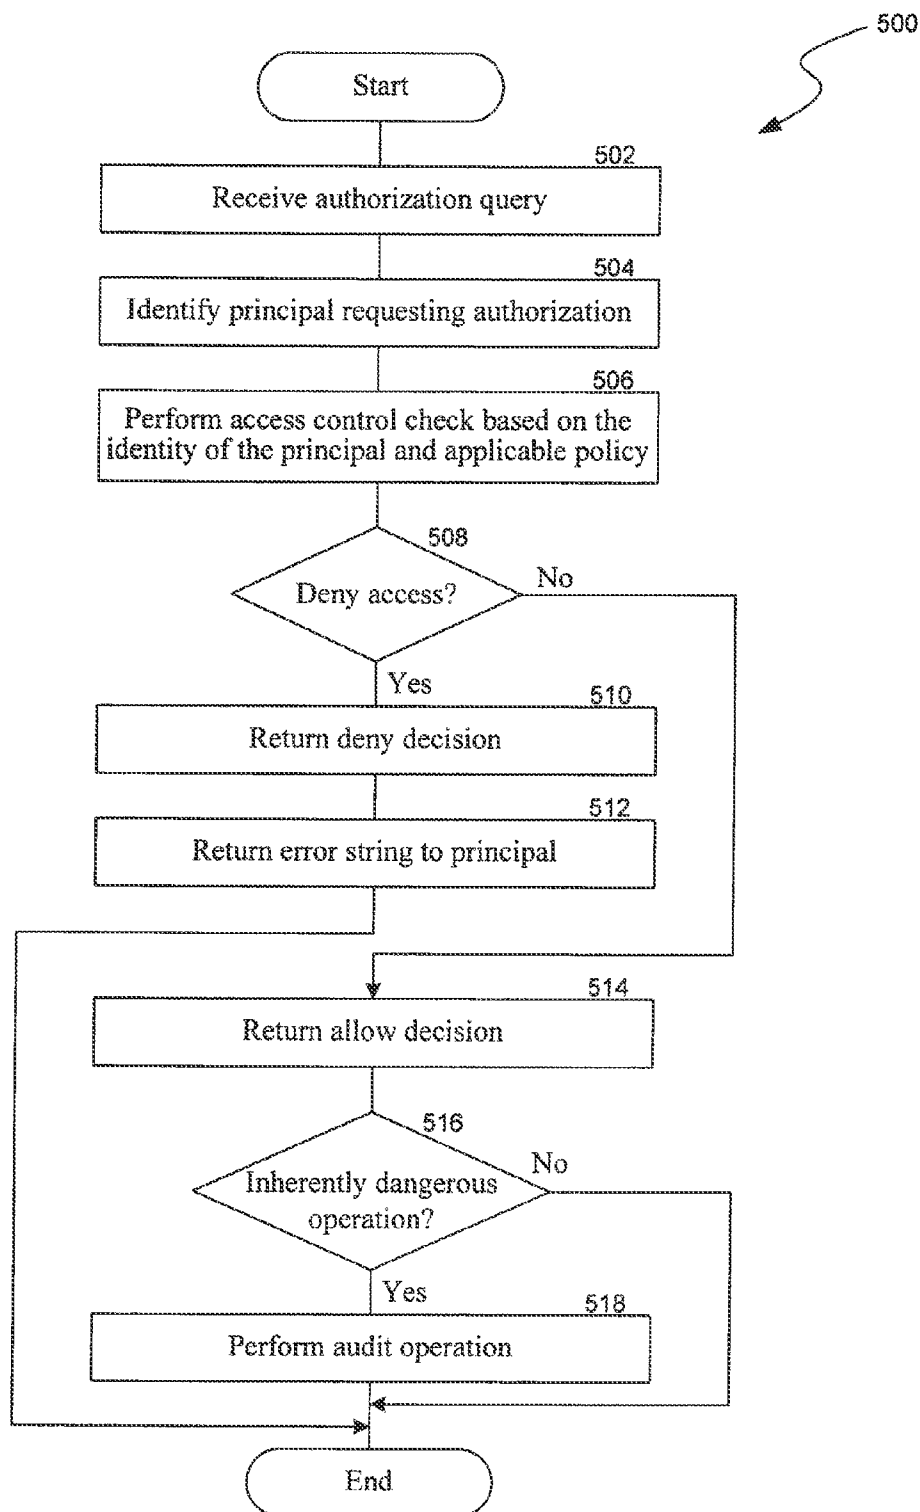 500
Start
502
Receive authorization query
504
Identify principal requesting authorization
506
Perform access control check based on the
identity of the principal and applicable policy
508
Deny access?
No
Yes
510
Return deny decision
512
Return error string to principal
514
Return allow decision
516
No
Inherently dangerous
operation?
Yes
518
Perform audit operation
End